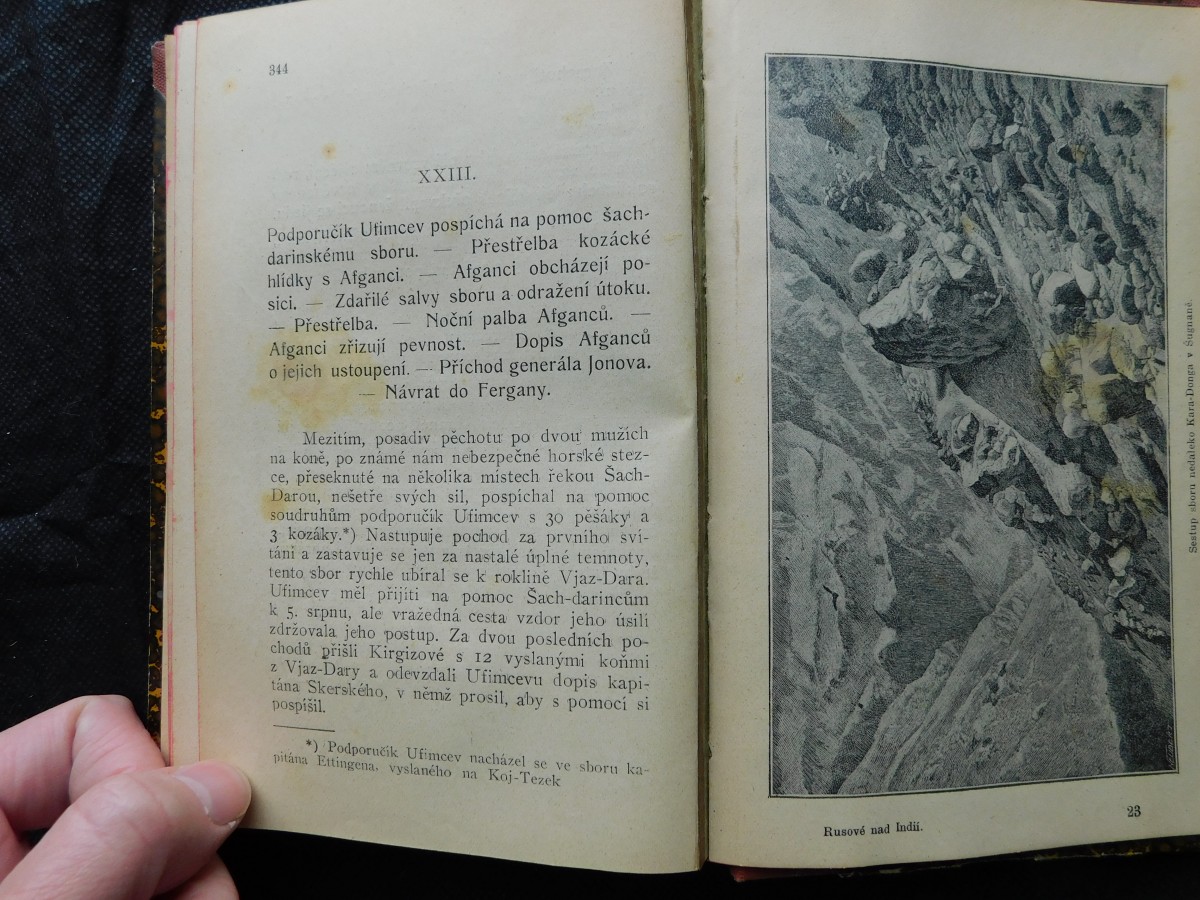 344
XXIII.
Podporučík Ufimcev pospíchá na pomoc šach-
darinskému sboru. — Přestřelba kozácké
hlídky s Afganci. — Afganci obcházejí po-
sici. — Zdařilé salvy sboru a odražení útoku.
— Přestřelba. — Noční palba Afganců. —
Afganci zřizují pevnost. — Dopis Afganců
o jejich ustoupení. — Příchod generála Jonova.
— Návrat do Fergany.
Mezitím, posadiv pěchotu po dvou mužích
na koně, po známé nám nebezpečné horské stez-
ce, přeseknuté na několika místech řekou Šach-
Darou, nešetře svých sil, pospíchal na pomoc
soudruhům podporučík Ufimcev s 30 pěšáky a
3 kozáky.*) Nastupuje pochod za prvního sví-
tání a zastavuje se jen za nastalé úplné temnoty,
tento sbor rychle ubíral se k roklině Vjaz-Dara.
Ufimcev měl přijíti na pomoc Šach-darincům
k 5. srpnu, ale vražedná cesta vzdor jeho úsilí
zdržovala jeho postup. Za dvou posledních po-
chodů přišli Kirgizové s 12 vyslanými koňmi
z Vjaz-Dary a odevzdali Ufimcevu dopis kapi-
tána Skerského, v němž prosil, aby s pomocí si
pospíšil.
*) Podporučík Ufimcev nacházel se ve sboru ka-
pitána Ettingena, vyslaného na Koj-Tezek
Sestup sboru nedaleko Kara-Donga v Šugnaně.
Rusové nad Indií.
23